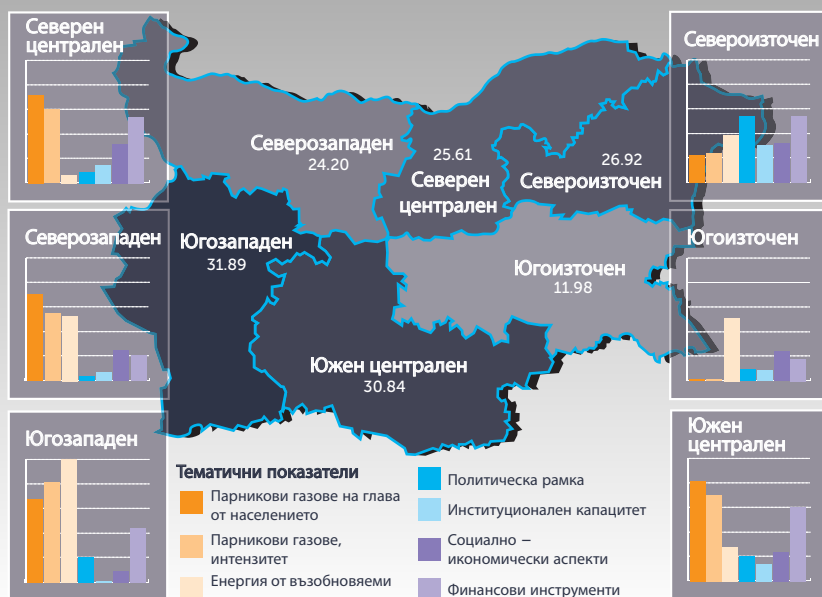 Северен
централен
Североизточен
Северозападен
24.20
25.61
Северен
централен
26.92
Североизточен
Северозападен
Югозападен
31.89
Югоизточен
11.98
Югоизточен
Южен централен
30.84
Югозападен
Южен
централен
Тематични показатели
Парникови газове на глава
от населението
Парникови газове,
интензитет
Енергия от възобновяеми
Политическа рамка
Институционален капацитет
Социално –
икономически аспекти
Финансови инструменти